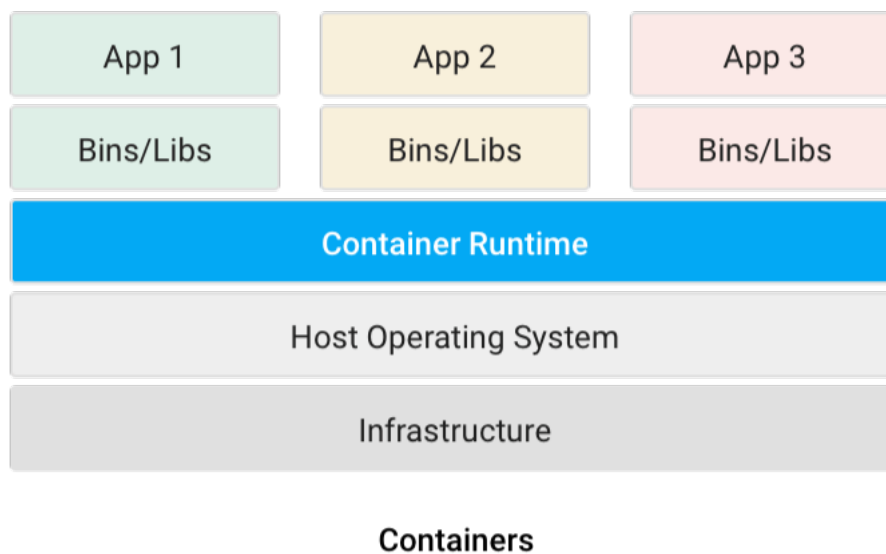 App 1
App 2
App 3
Bins/Libs
Bins/Libs
Bins/Libs
Container Runtime
Host Operating System
Infrastructure
Containers